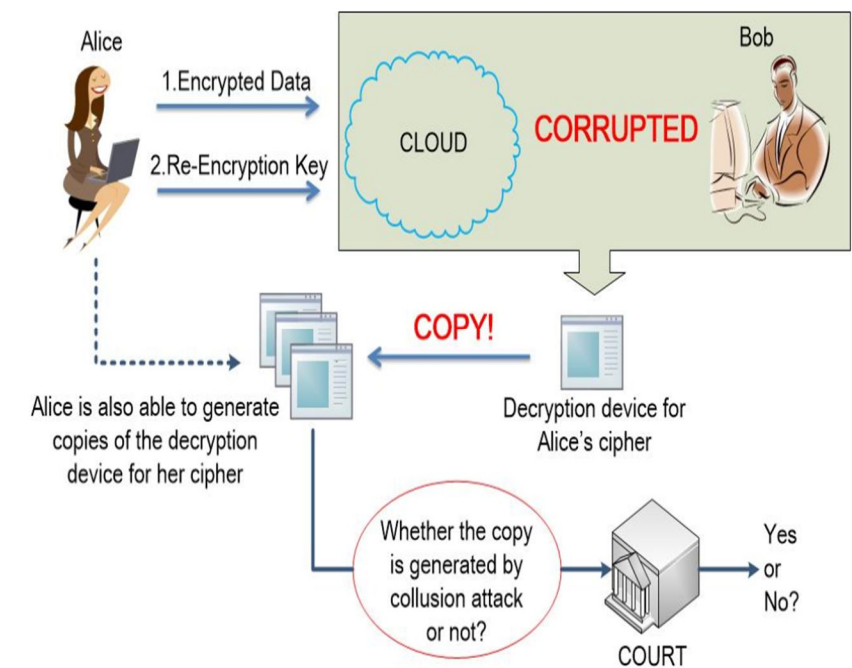 Alice
Bob
1.Encrypted Data
CLOUD
CORRUPTED
2.Re-Encryption Key
COPY!
Alice is also able to generate
copies of the decryption
device for her cipher
Decryption device for
Alice's cipher
Whether the copy
is generated by
collusion attack
or not?
Yes
or
No?
COURT